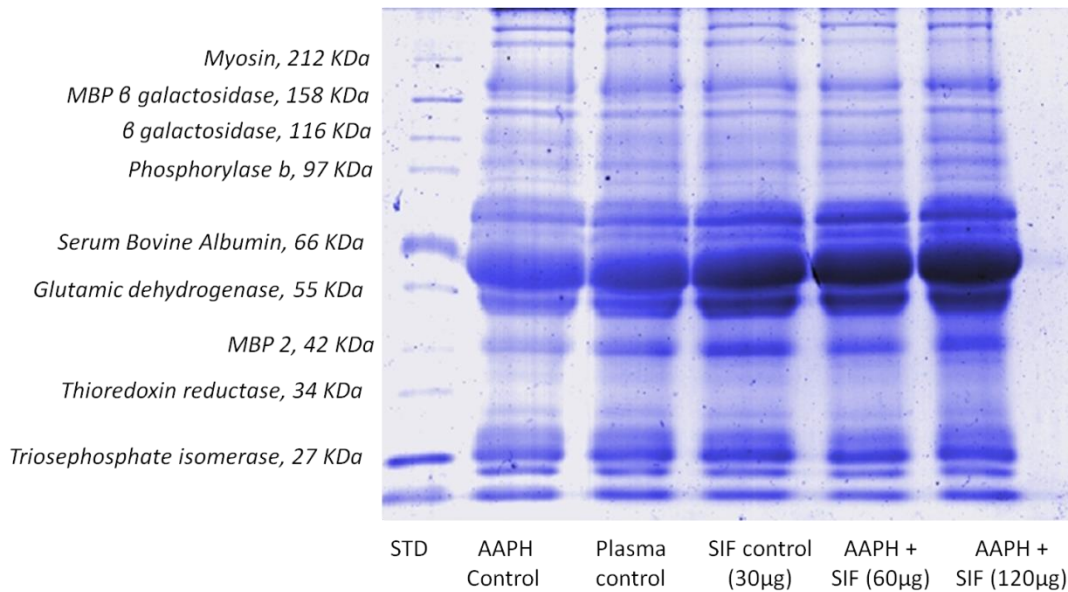 Myosin, 212 KDa
MBP β galactosidase, 158 KDa
β galactosidase, 116 KDa
Phosphorylase b, 97 KDa
Serum Bovine Albumin, 66 KDa
Glutamic dehydrogenase, 55 KDa
MBP 2, 42 KDa
Thioredoxin reductase, 34 KDa
Triosephosphate isomerase, 27 KDa
STD
AAPH
Control
Plasma
control
SIF control
(30µg)
AAPH +
SIF (60µg)
AAPH +
SIF (120µg)